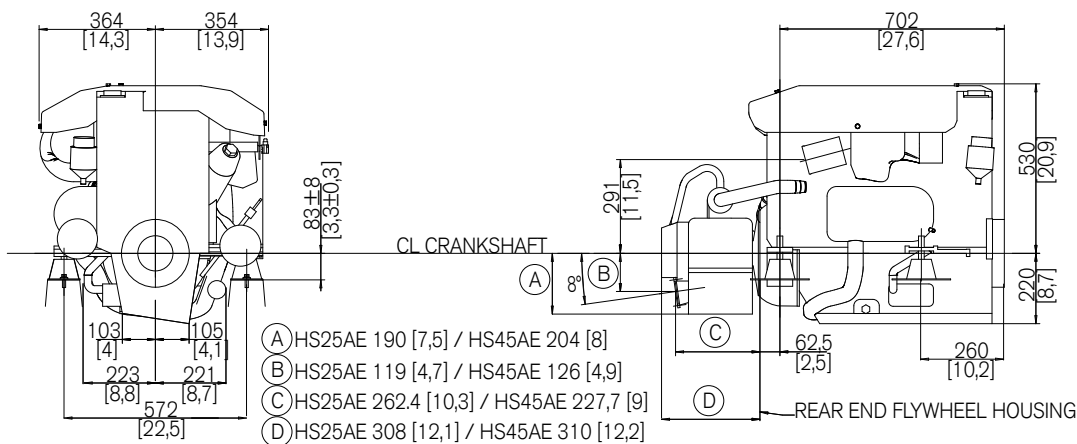 364
[14,3]
354
[13,9]
702
[27,6]
530
[20,9]
291
[11,5]
83±8
[3,3±0,3]
CL CRANKSHAFT
A
8°
B
220
[8,7]
103
[4]
105
[4,1]
C
62,5
[2,5]
260
[10,2]
223
[8,8]
221
[8,7]
572
[22,5]
D
A HS25AE 190 [7,5] / HS45AE 204 [8]
B HS25AE 119 [4,7] / HS45AE 126 [4,9]
C HS25AE 262.4 [10,3] / HS45AE 227,7 [9]
D HS25AE 308 [12,1] / HS45AE 310 [12,2]
REAR END FLYWHEEL HOUSING